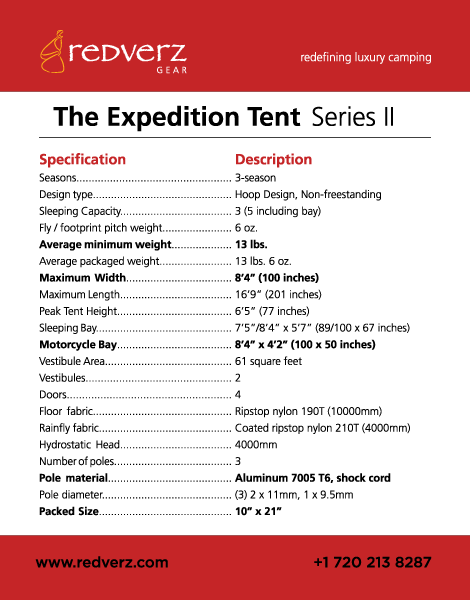 redverz
GEAR
redefining luxury camping
The Expedition Tent Series II
Specification Description
Seasons................................................ 3-season
Design type........................................... Hoop Design, Non-freestanding
Sleeping Capacity.................................. 3 (5 including bay)
Fly / footprint pitch weight..................... 6 oz.
Average minimum weight................... 13 lbs.
Average packaged weight...................... 13 lbs. 6 oz.
Maximum Width................................ 8’4” (100 inches)
Maximum Length.................................. 16’9” (201 inches)
Peak Tent Height................................... 6’5” (77 inches)
Sleeping Bay......................................... 7’5”/8’4” x 5’7” (89/100 x 67 inches)
Motorcycle Bay................................... 8’4” x 4’2” (100 x 50 inches)
Vestibule Area....................................... 61 square feet
Vestibules............................................. 2
Doors................................................... 4
Floor fabric........................................... Ripstop nylon 190T (10000mm)
Rainfly fabric......................................... Coated ripstop nylon 210T (4000mm)
Hydrostatic Head.................................. 4000mm
Number of poles.................................... 3
Pole material...................................... Aluminum 7005 T6, shock cord
Pole diameter........................................ (3) 2 x 11mm, 1 x 9.5mm
Packed Size......................................... 10” x 21”
www.redverz.com +1 720 213 8287